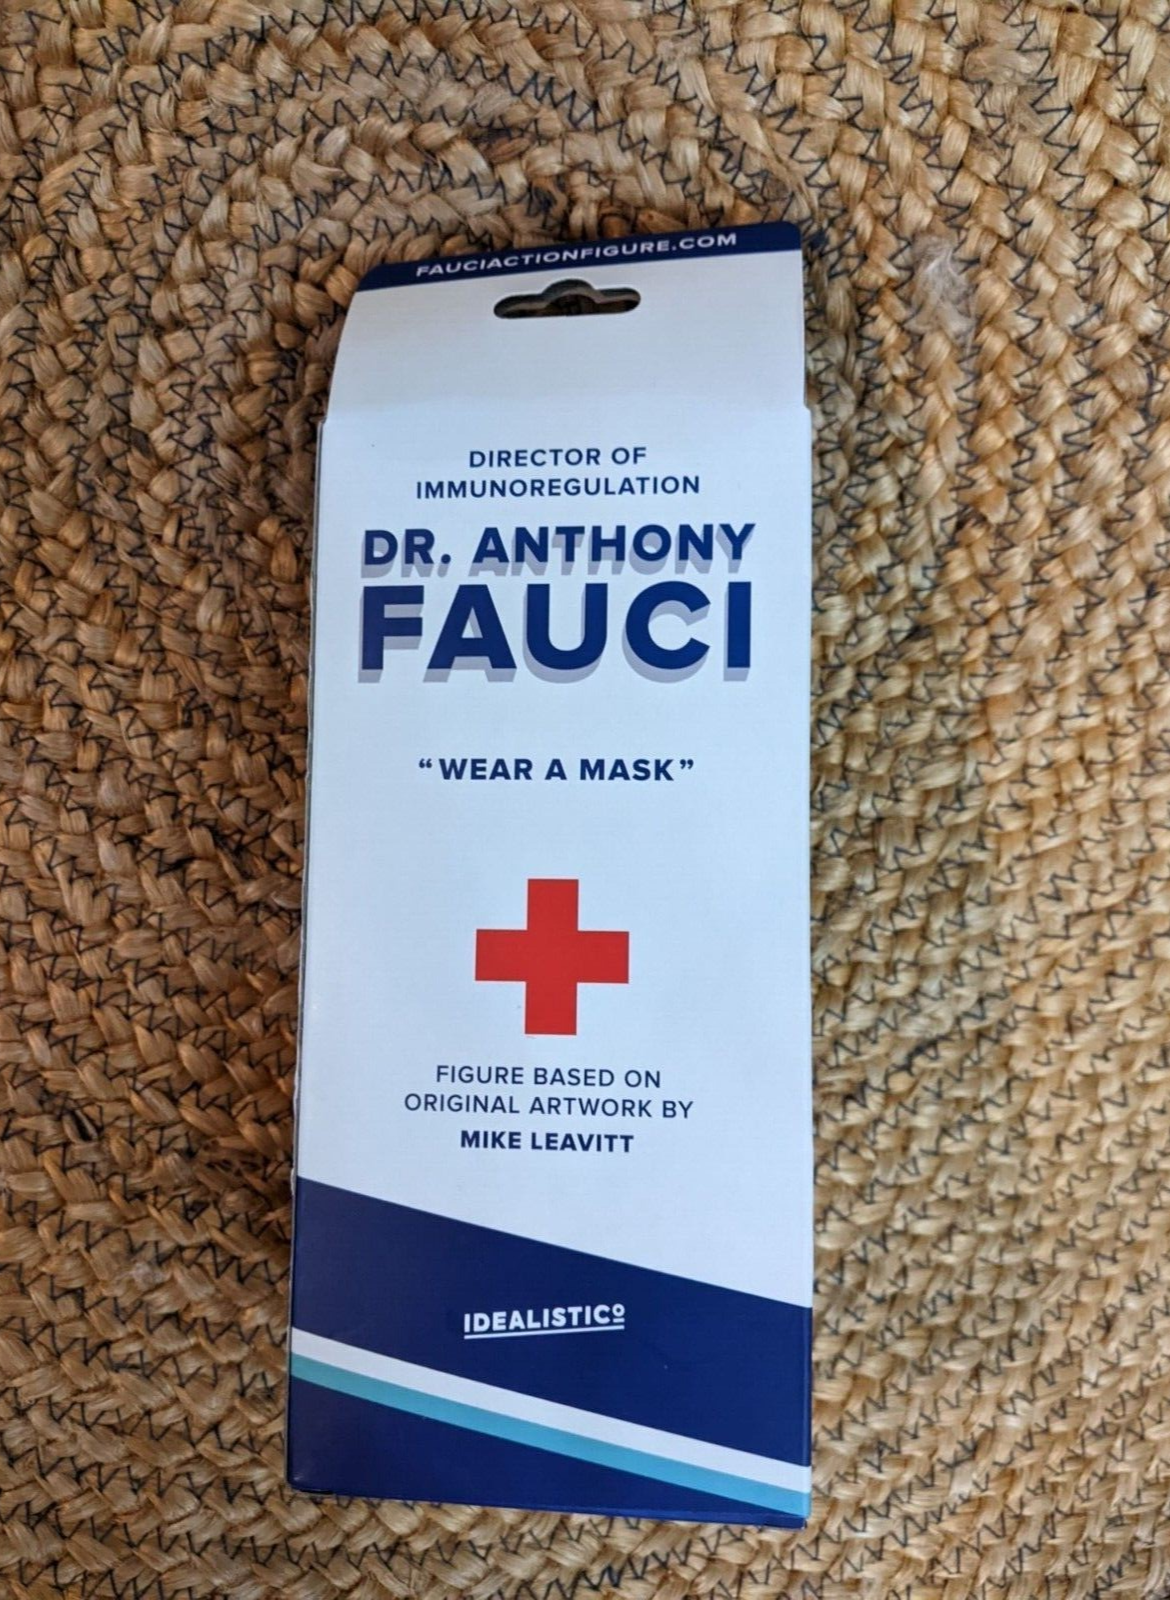 FAUCIACTIONFIGURE.COM
DIRECTOR OF
IMMUNOREGULATION
DR. ANTHONY
FAUCI
“WEAR A MASK”
FIGURE BASED ON
ORIGINAL ARTWORK BY
MIKE LEAVITT
IDEALISTICº